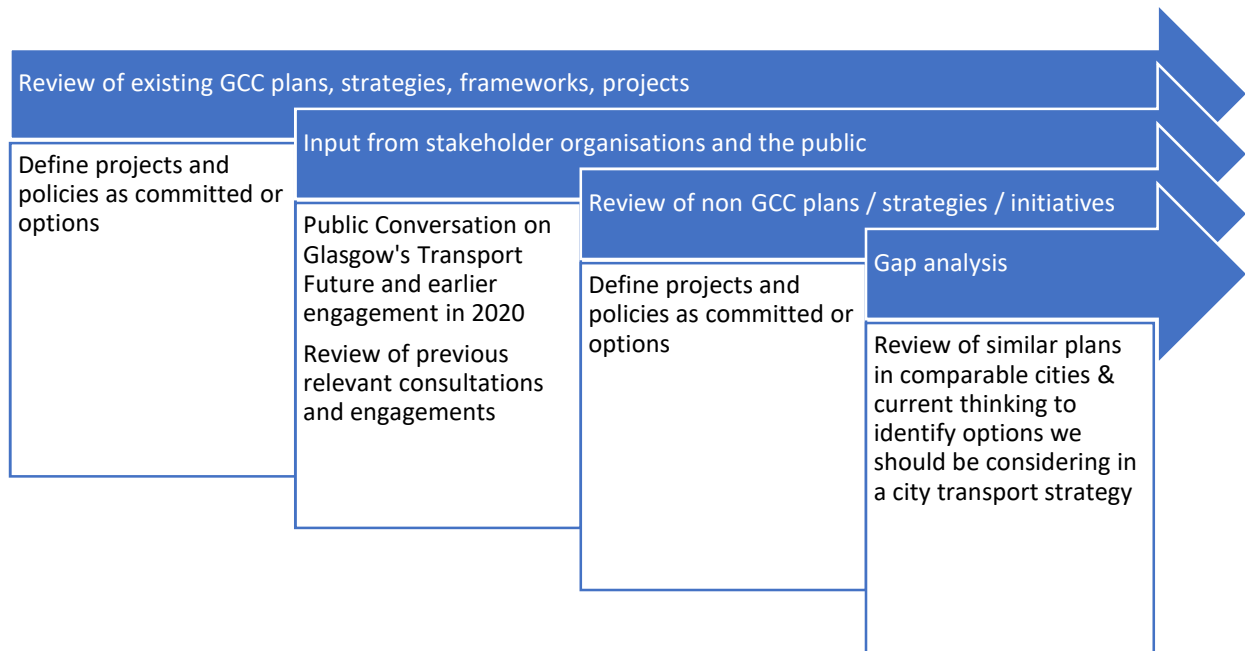 Review of existing GCC plans, strategies, frameworks, projects
Define projects and
policies as committed or
options
Input from stakeholder organisations and the public
Public Conversation on
Glasgow's Transport
Future and earlier
engagement in 2020
Review of previous
relevant consultations
and engagements
Review of non GCC plans / strategies / initiatives
Define projects and
policies as committed or
options
Gap analysis
Review of similar plans
in comparable cities &
current thinking to
identify options we
should be considering in
a city transport strategy